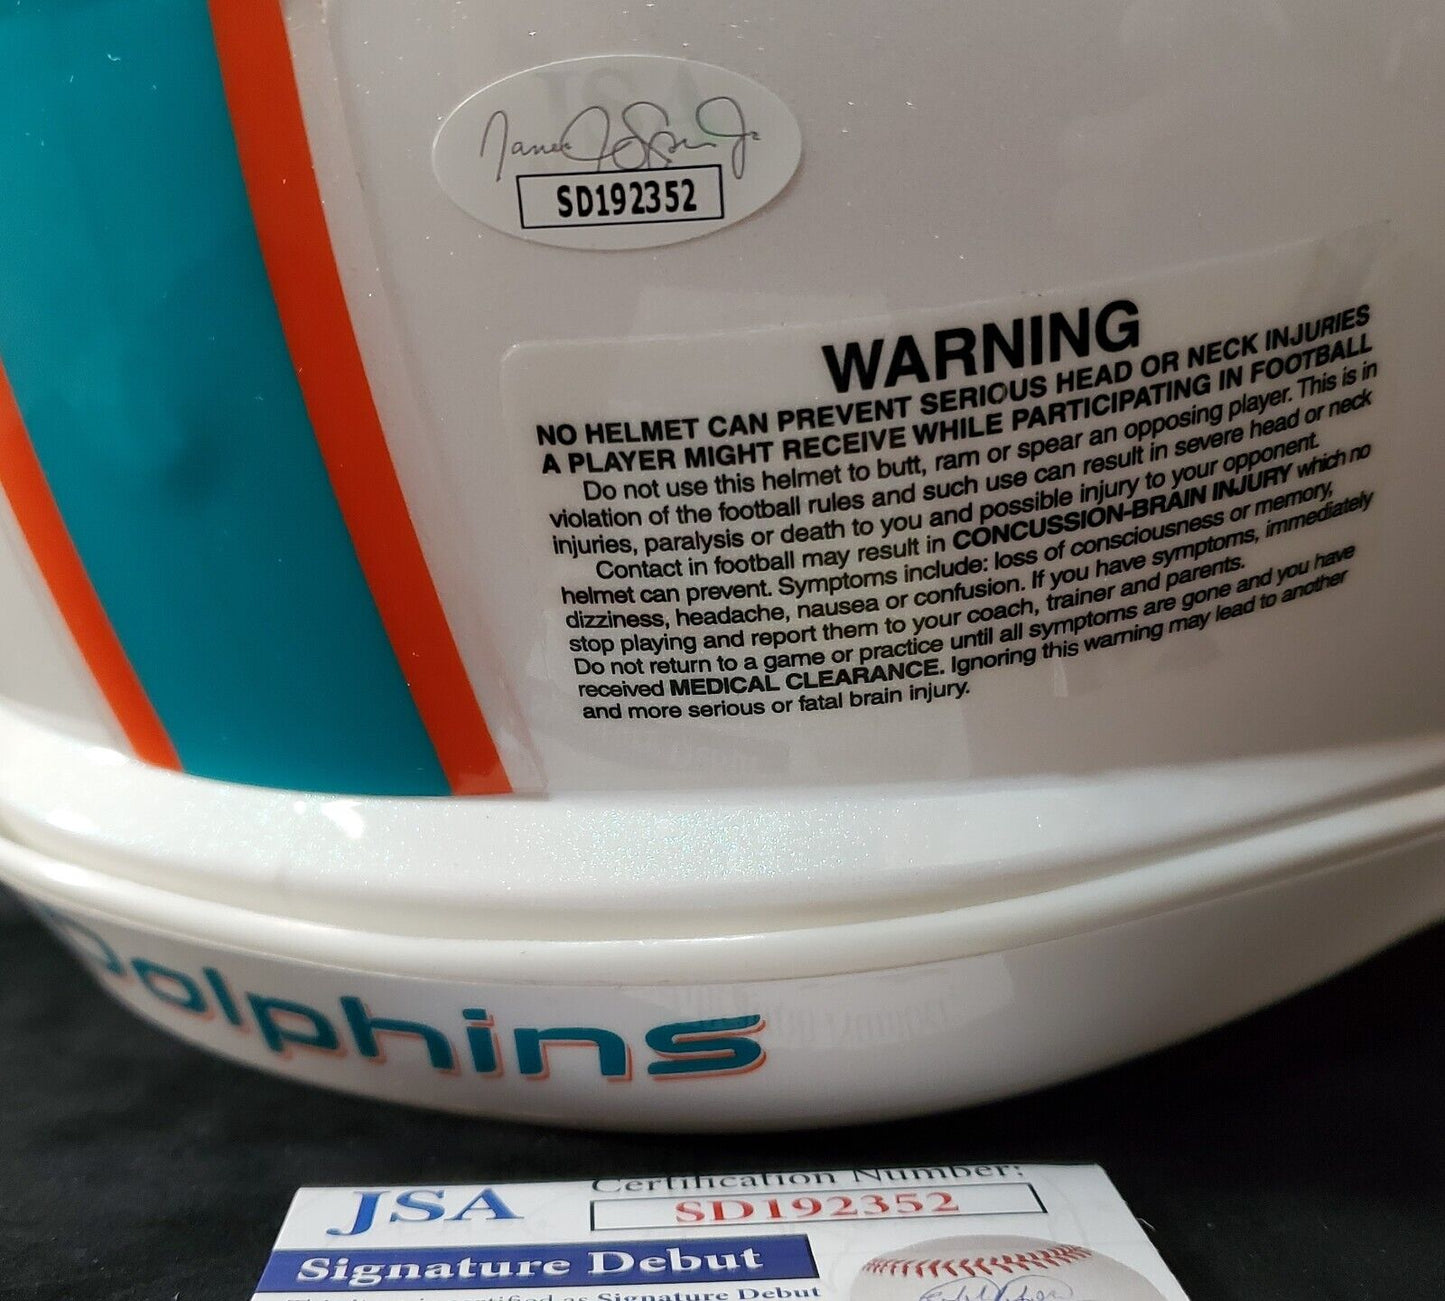 SD192352
WARNING
NO HELMET CAN PREVENT SERIOUS HEAD OR NECK INJURIES
A PLAYER MIGHT RECEIVE WHILE PARTICIPATING IN FOOTBALL
Do not use this helmet to butt, ram or spear an opposing player. This is in
violation of the football rules and such use can result in severe head or neck
injuries, paralysis or death to you and possible injury to your opponent.
Contact in football may result in CONCUSSION-BRAIN INJURY which no
helmet can prevent. Symptoms include: loss of consciousness or memory,
dizziness, headache, nausea or confusion. If you have symptoms, immediately
stop playing and report them to your coach, trainer and parents.
Do not return to a game or practice until all symptoms are gone and you have
received MEDICAL CLEARANCE. Ignoring this warning may lead to another
and more serious or fatal brain injury.
Dolphins
Certification Number:
JSA SD192352
Signature Debut
certified as Signature Debut